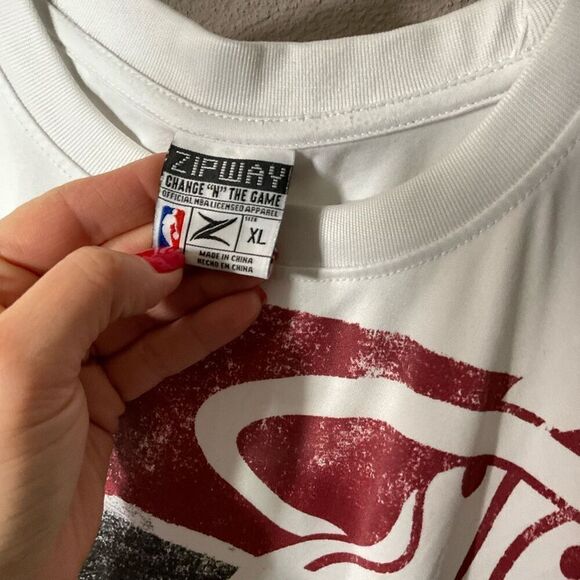 ZIPWAY
CHANGE "N" THE GAME
OFFICIAL NBA LICENSED APPAREL
SIZE
Z XL
MADE IN CHINA
HECHO EN CHINA